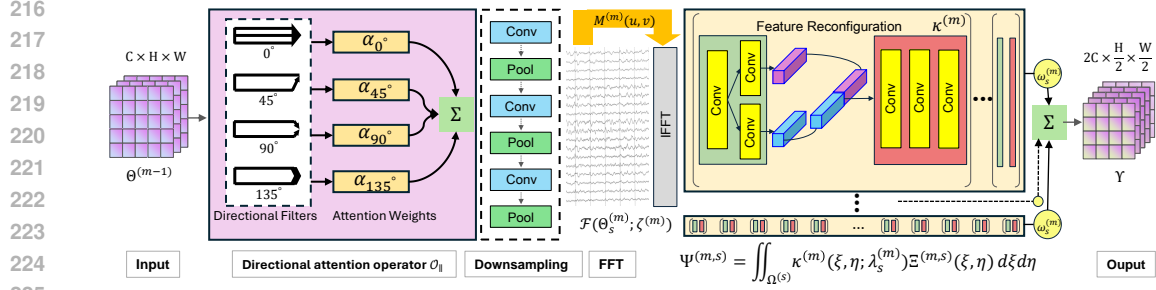 216
217
218
219
220
221
222
223
224
225
C × H × W
Θ^(m−1)
Input
0°
45°
90°
135°
Directional Filters
α_0°
α_45°
α_90°
α_135°
Attention Weights
Σ
Directional attention operator 𝒪_∥
Conv
Pool
Conv
Pool
Conv
Pool
Downsampling
M^(m)(u, v)
IFFT
ℱ(Θ_s^(m); ζ^(m))
FFT
Feature Reconfiguration
κ^(m)
Conv
Conv
Conv
Conv
Conv
Conv
...
...
...
ω_s^(m)
Σ
ω_s^(m)
Ψ^(m,s) = ∬_Ω^(s) κ^(m)(ξ, η; λ_s^(m))Ξ^(m,s)(ξ, η) dξdη
2C × H/2 × W/2
Υ
Ouput